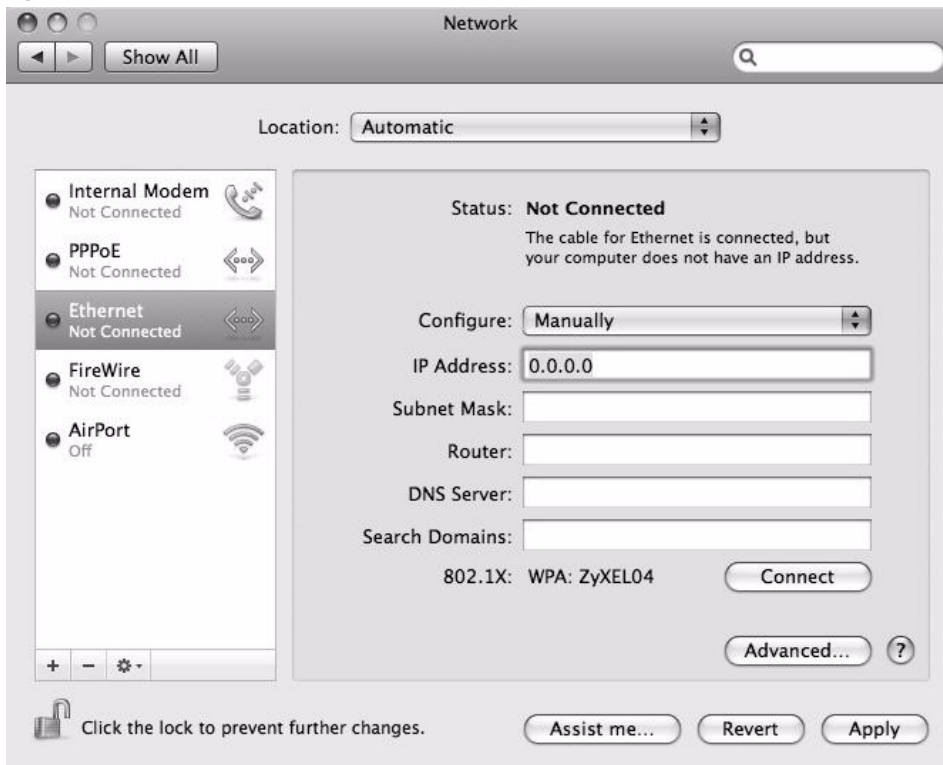 Network
Show All
Location: Automatic
Internal Modem
Not Connected
PPPoE
Not Connected
Ethernet
Not Connected
FireWire
Not Connected
AirPort
Off
Status: Not Connected
The cable for Ethernet is connected, but
your computer does not have an IP address.
Configure: Manually
IP Address: 0.0.0.0
Subnet Mask:
Router:
DNS Server:
Search Domains:
802.1X: WPA: ZyXEL04 Connect
Advanced... ?
+ −
Click the lock to prevent further changes. Assist me... Revert Apply